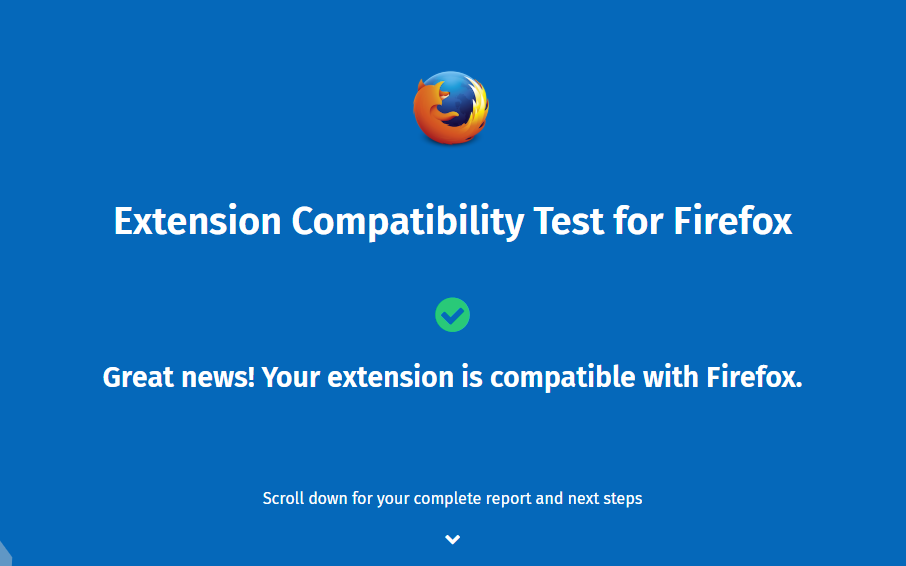 Extension Compatibility Test for Firefox
Great news! Your extension is compatible with Firefox.
Scroll down for your complete report and next steps